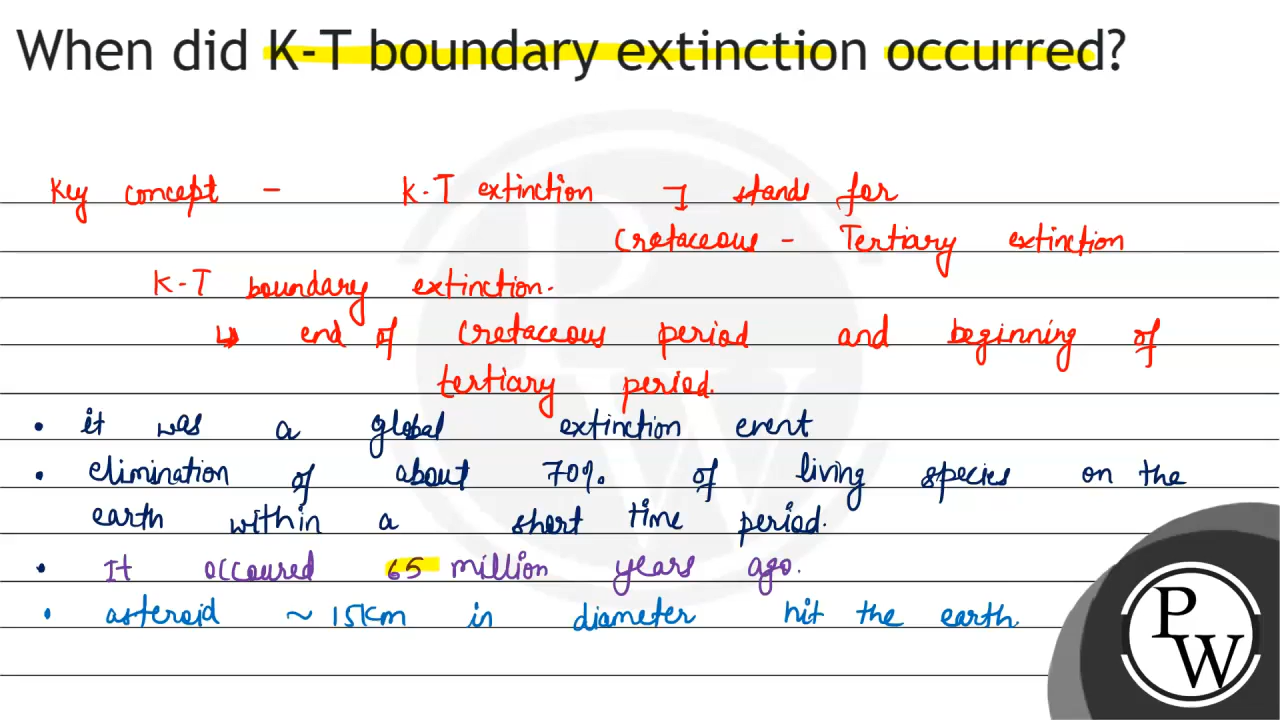 When did K-T boundary extinction occurred?
Key concept - K.T extinction → stands for
Cretaceous - Tertiary extinction
K-T boundary extinction.
↳ end of cretaceous period and beginning of
tertiary period.
• it was a global extinction event
• elimination of about 70% of living species on the
earth within a short time period.
• It occoured 65 million years ago.
• asteroid ~ 15km in diameter hit the earth
P
W